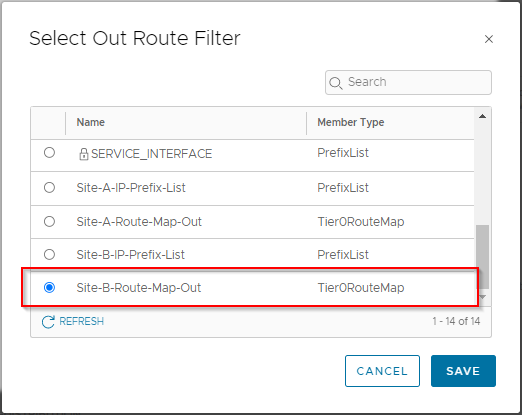 Select Out Route Filter
Search
Name Member Type
SERVICE_INTERFACE PrefixList
Site-A-IP-Prefix-List PrefixList
Site-A-Route-Map-Out Tier0RouteMap
Site-B-IP-Prefix-List PrefixList
Site-B-Route-Map-Out Tier0RouteMap
REFRESH 1 - 14 of 14
CANCEL SAVE